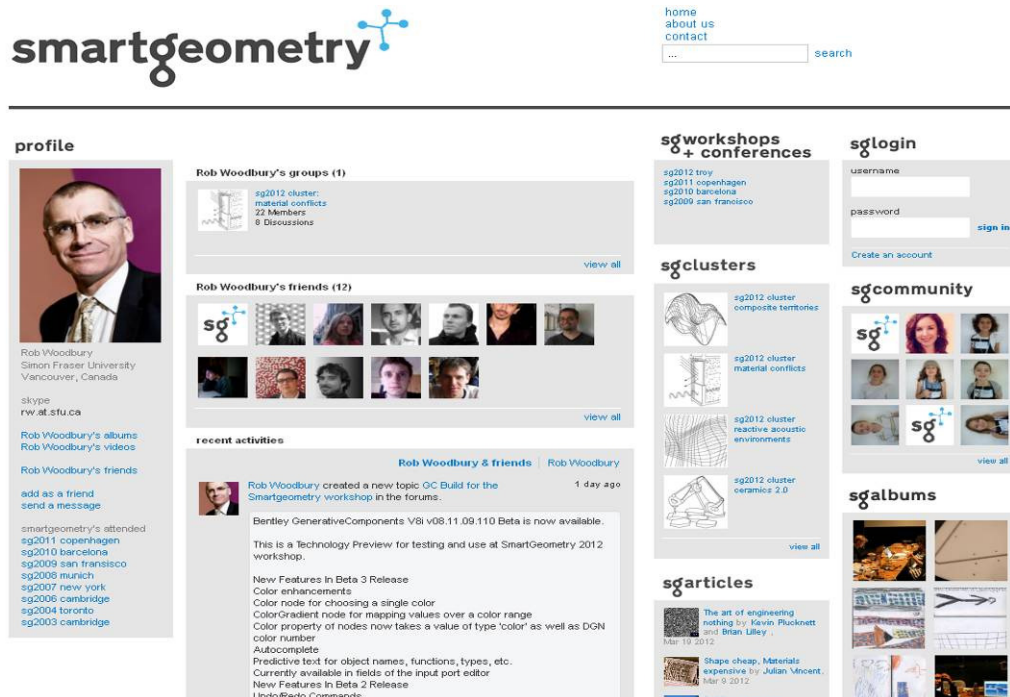 smartgeometry
home
about us
contact
...
search
profile
Rob Woodbury
Simon Fraser University
Vancouver, Canada
skype
rw.at.sfu.ca
Rob Woodbury's albums
Rob Woodbury's videos
Rob Woodbury's friends
add as a friend
send a message
smartgeometry's attended
sg2011 copenhagen
sg2010 barcelona
sg2009 san fransisco
sg2008 munich
sg2007 new york
sg2006 cambridge
sg2004 toronto
sg2003 cambridge
Rob Woodbury's groups (1)
sg2012 cluster:
material conflicts
22 Members
8 Discussions
view all
Rob Woodbury's friends (12)
sg
view all
recent activities
Rob Woodbury & friends | Rob Woodbury
Rob Woodbury created a new topic GC Build for the
Smartgeometry workshop in the forums.
1 day ago
Bentley GenerativeComponents V8i v08.11.09.110 Beta is now available.
This is a Technology Preview for testing and use at SmartGeometry 2012
workshop.
New Features In Beta 3 Release
Color enhancements
Color node for choosing a single color
ColorGradient node for mapping values over a color range
Color property of nodes now takes a value of type 'color' as well as DGN
color number
Autocomplete
Predictive text for object names, functions, types, etc.
Currently available in fields of the input port editor
New Features In Beta 2 Release
Undo/Redo Commands
sgworkshops
+ conferences
sg2012 troy
sg2011 copenhagen
sg2010 barcelona
sg2009 san francisco
sgclusters
sg2012 cluster
composite territories
sg2012 cluster
material conflicts
sg2012 cluster
reactive acoustic
environments
sg2012 cluster
ceramics 2.0
view all
sgarticles
The art of engineering
nothing by Kevin Plucknett
and Brian Lilley .
Mar 19 2012
Shape cheap, Materials
expensive by Julian Vincent.
Mar 9 2012
sglogin
username
password
sign in
Create an account
sgcommunity
sg
sg
view all
sgalbums